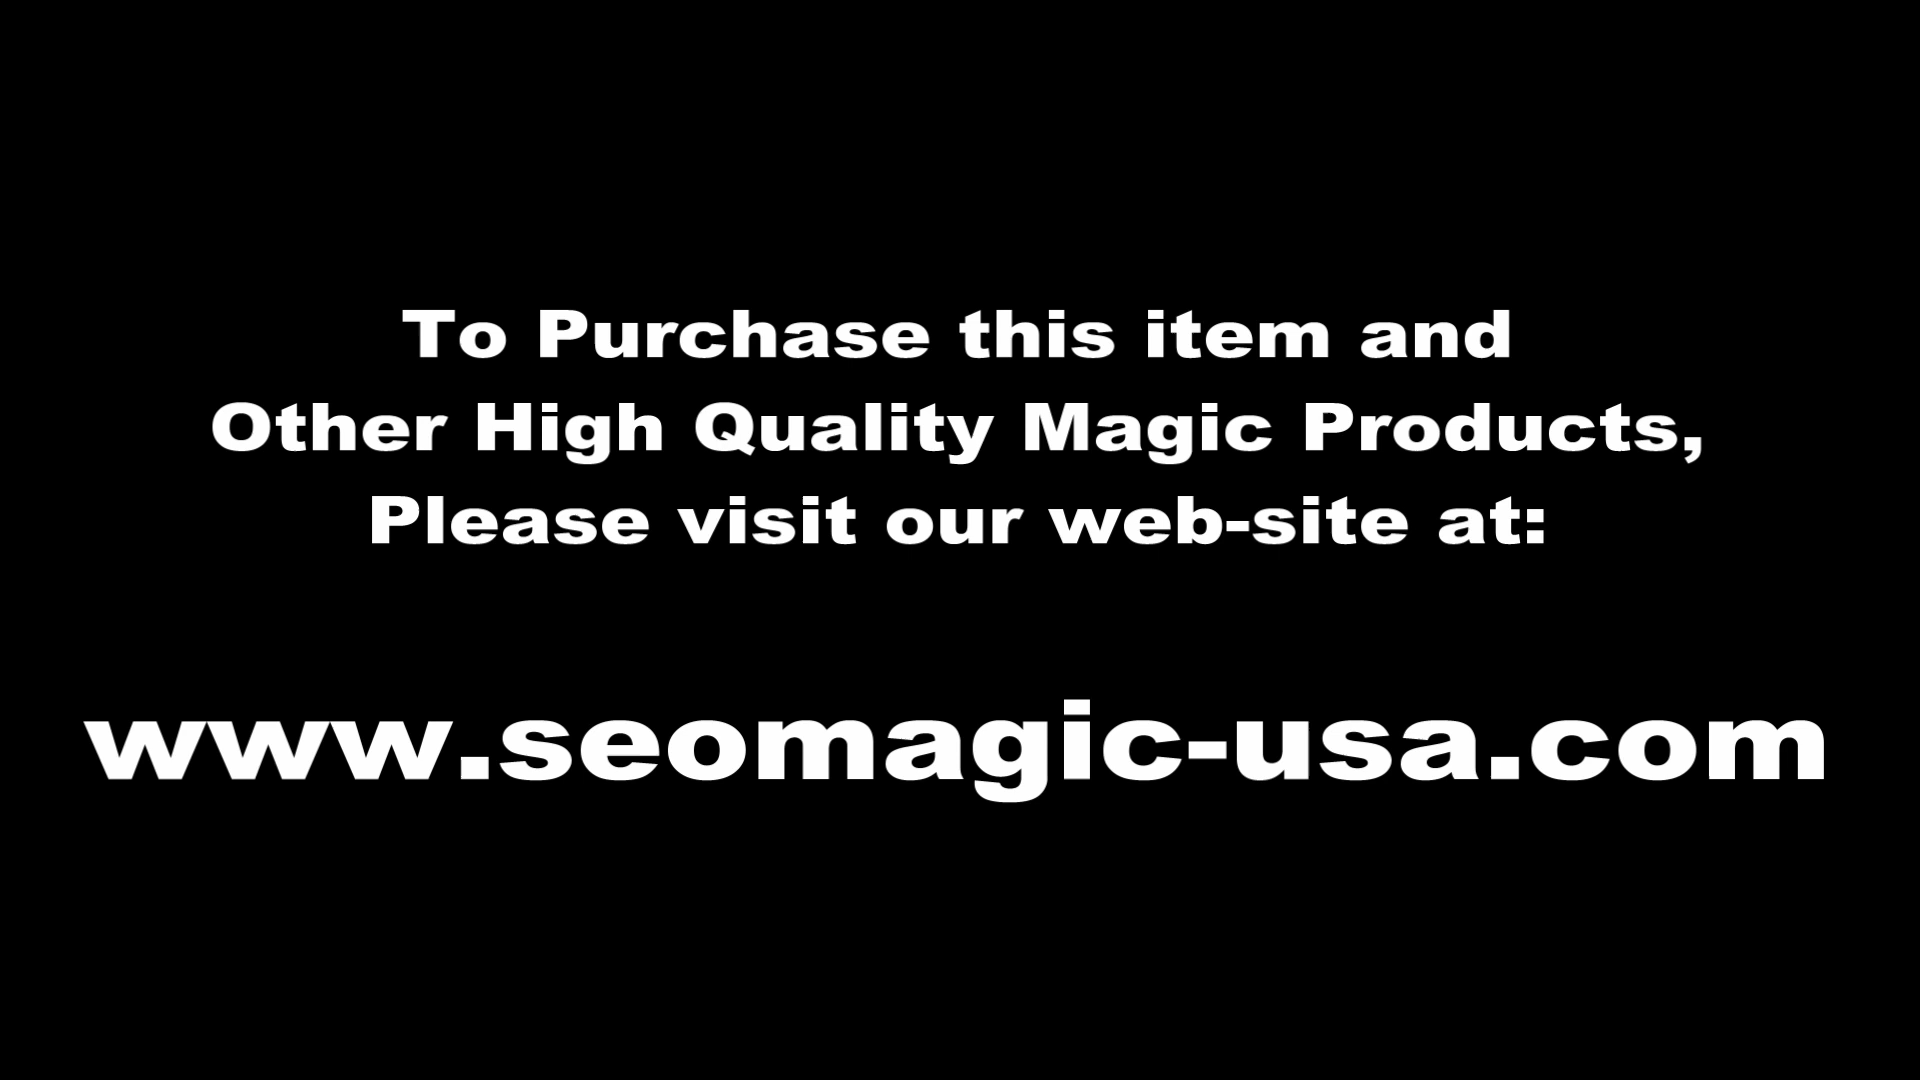 To Purchase this item and
Other High Quality Magic Products,
Please visit our web-site at:
www.seomagic-usa.com